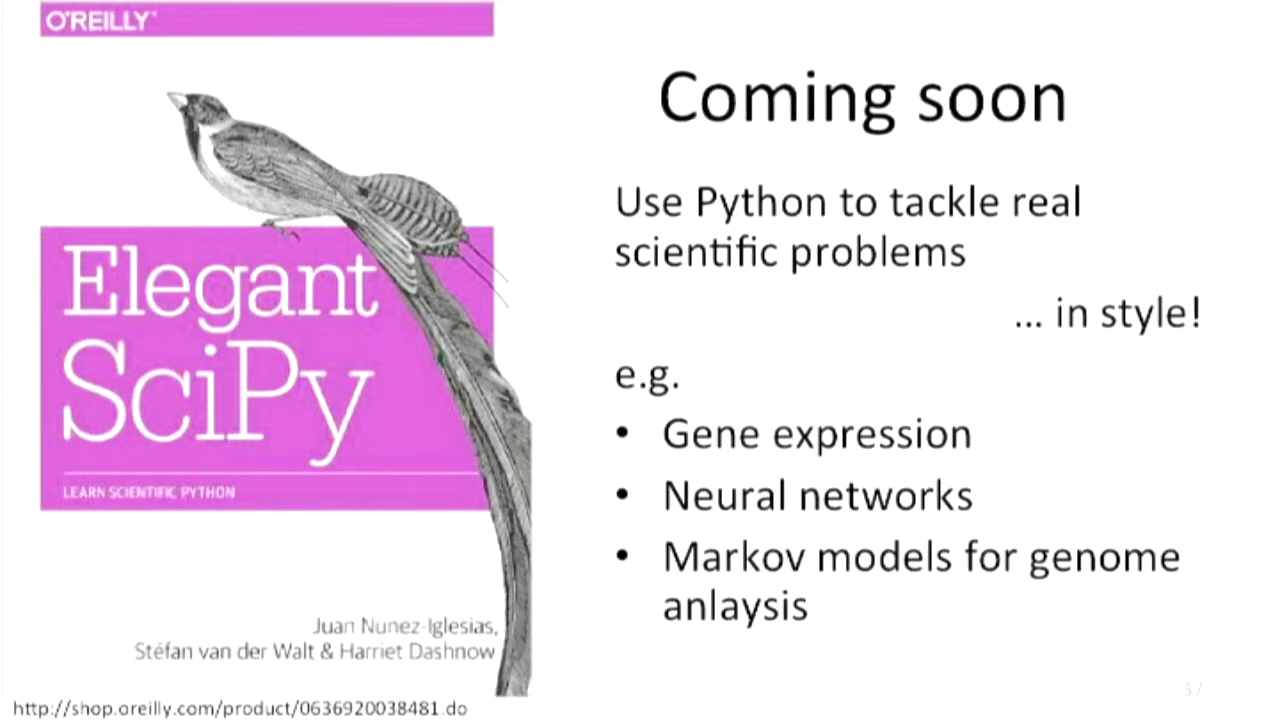 O'REILLY
Elegant
SciPy
LEARN SCIENTIFIC PYTHON
Juan Nunez-Iglesias,
Stéfan van der Walt & Harriet Dashnow
http://shop.oreilly.com/product/0636920038481.do
Coming soon
Use Python to tackle real
scientific problems
... in style!
e.g.
• Gene expression
• Neural networks
• Markov models for genome
anlaysis
37